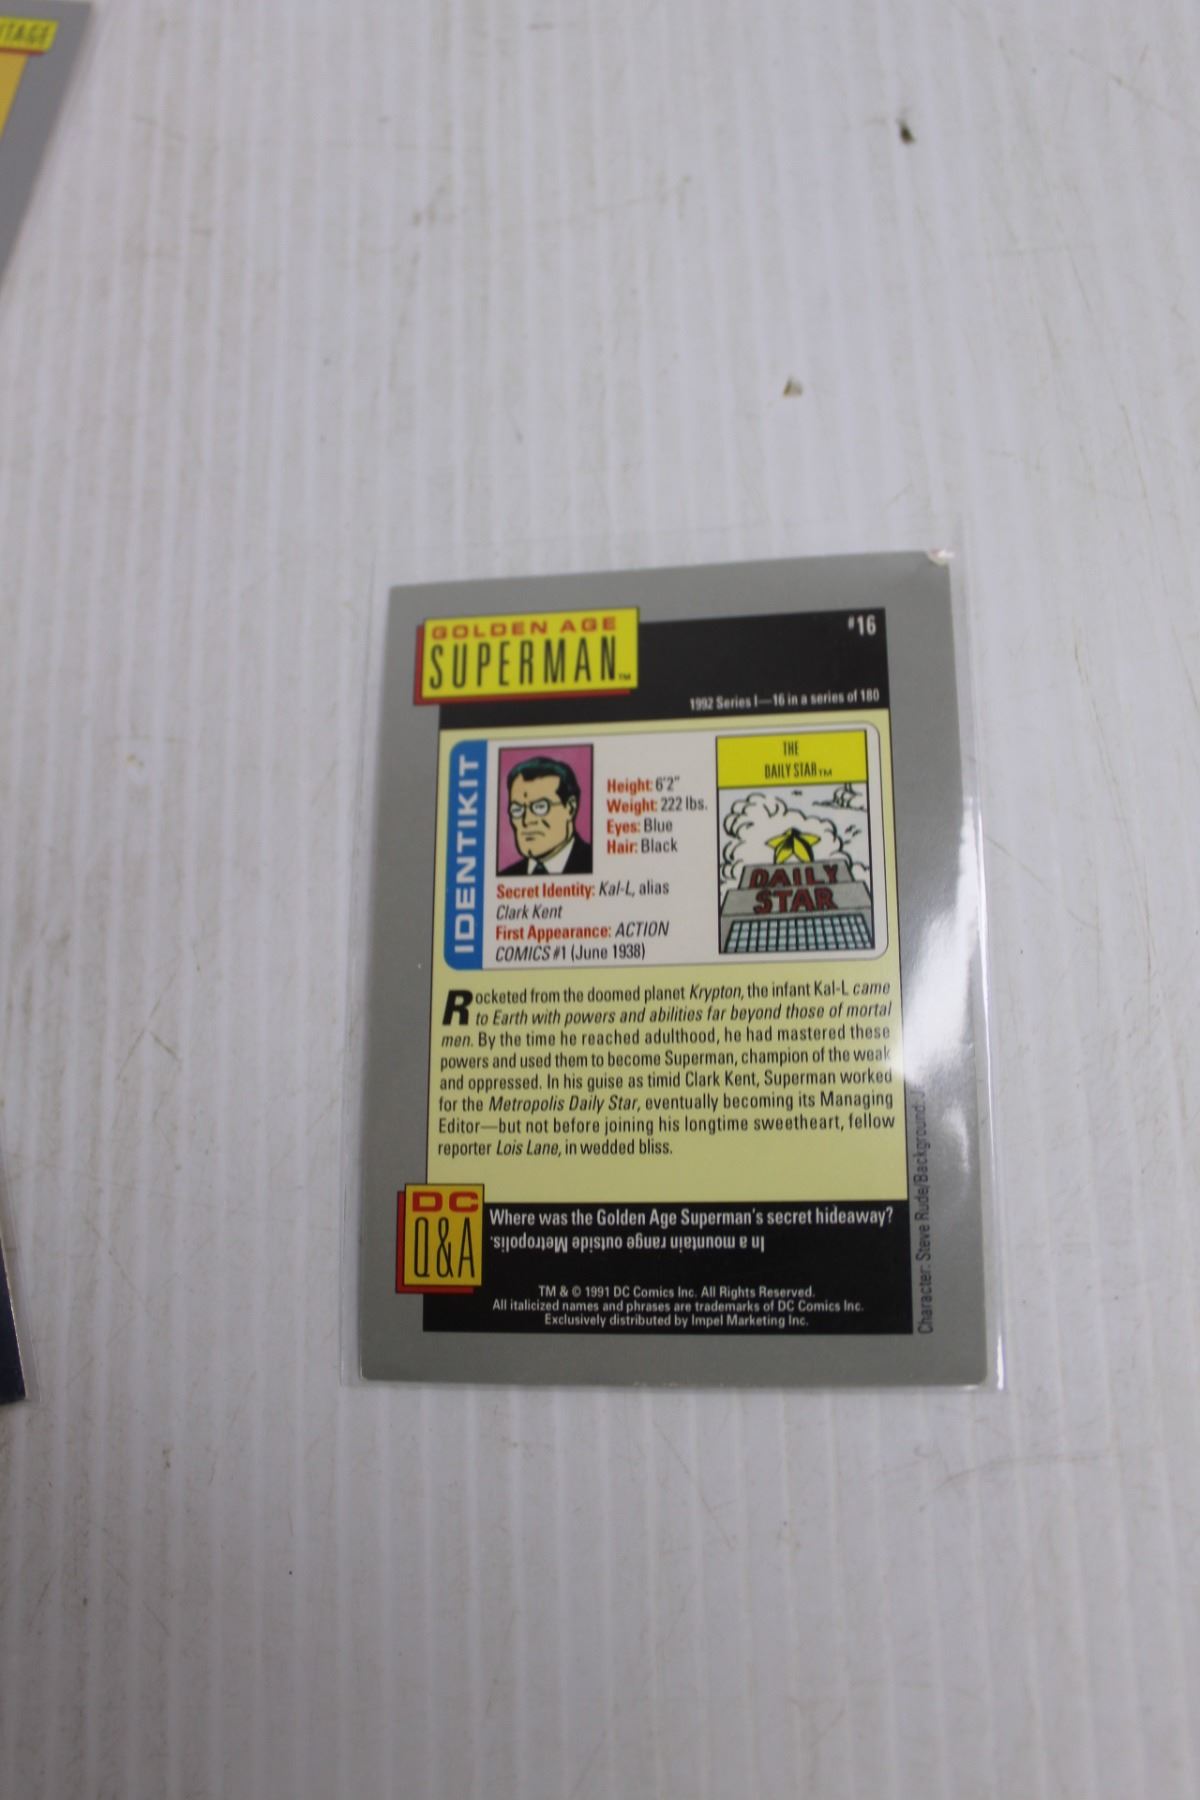 TAGE
GOLDEN AGE
SUPERMAN™
#16
1992 Series I—16 in a series of 180
IDENTIKIT
Height: 6'2"
Weight: 222 lbs.
Eyes: Blue
Hair: Black
Secret Identity: Kal-L, alias
Clark Kent
First Appearance: ACTION
COMICS #1 (June 1938)
THE
DAILY STAR™
DAILY
STAR
Rocketed from the doomed planet Krypton, the infant Kal-L came
to Earth with powers and abilities far beyond those of mortal
men. By the time he reached adulthood, he had mastered these
powers and used them to become Superman, champion of the weak
and oppressed. In his guise as timid Clark Kent, Superman worked
for the Metropolis Daily Star, eventually becoming its Managing
Editor—but not before joining his longtime sweetheart, fellow
reporter Lois Lane, in wedded bliss.
DC
Q&A
Where was the Golden Age Superman's secret hideaway?
In a mountain range outside Metropolis.
TM & © 1991 DC Comics Inc. All Rights Reserved.
All italicized names and phrases are trademarks of DC Comics Inc.
Exclusively distributed by Impel Marketing Inc.
Character: Steve Rude/Background: J